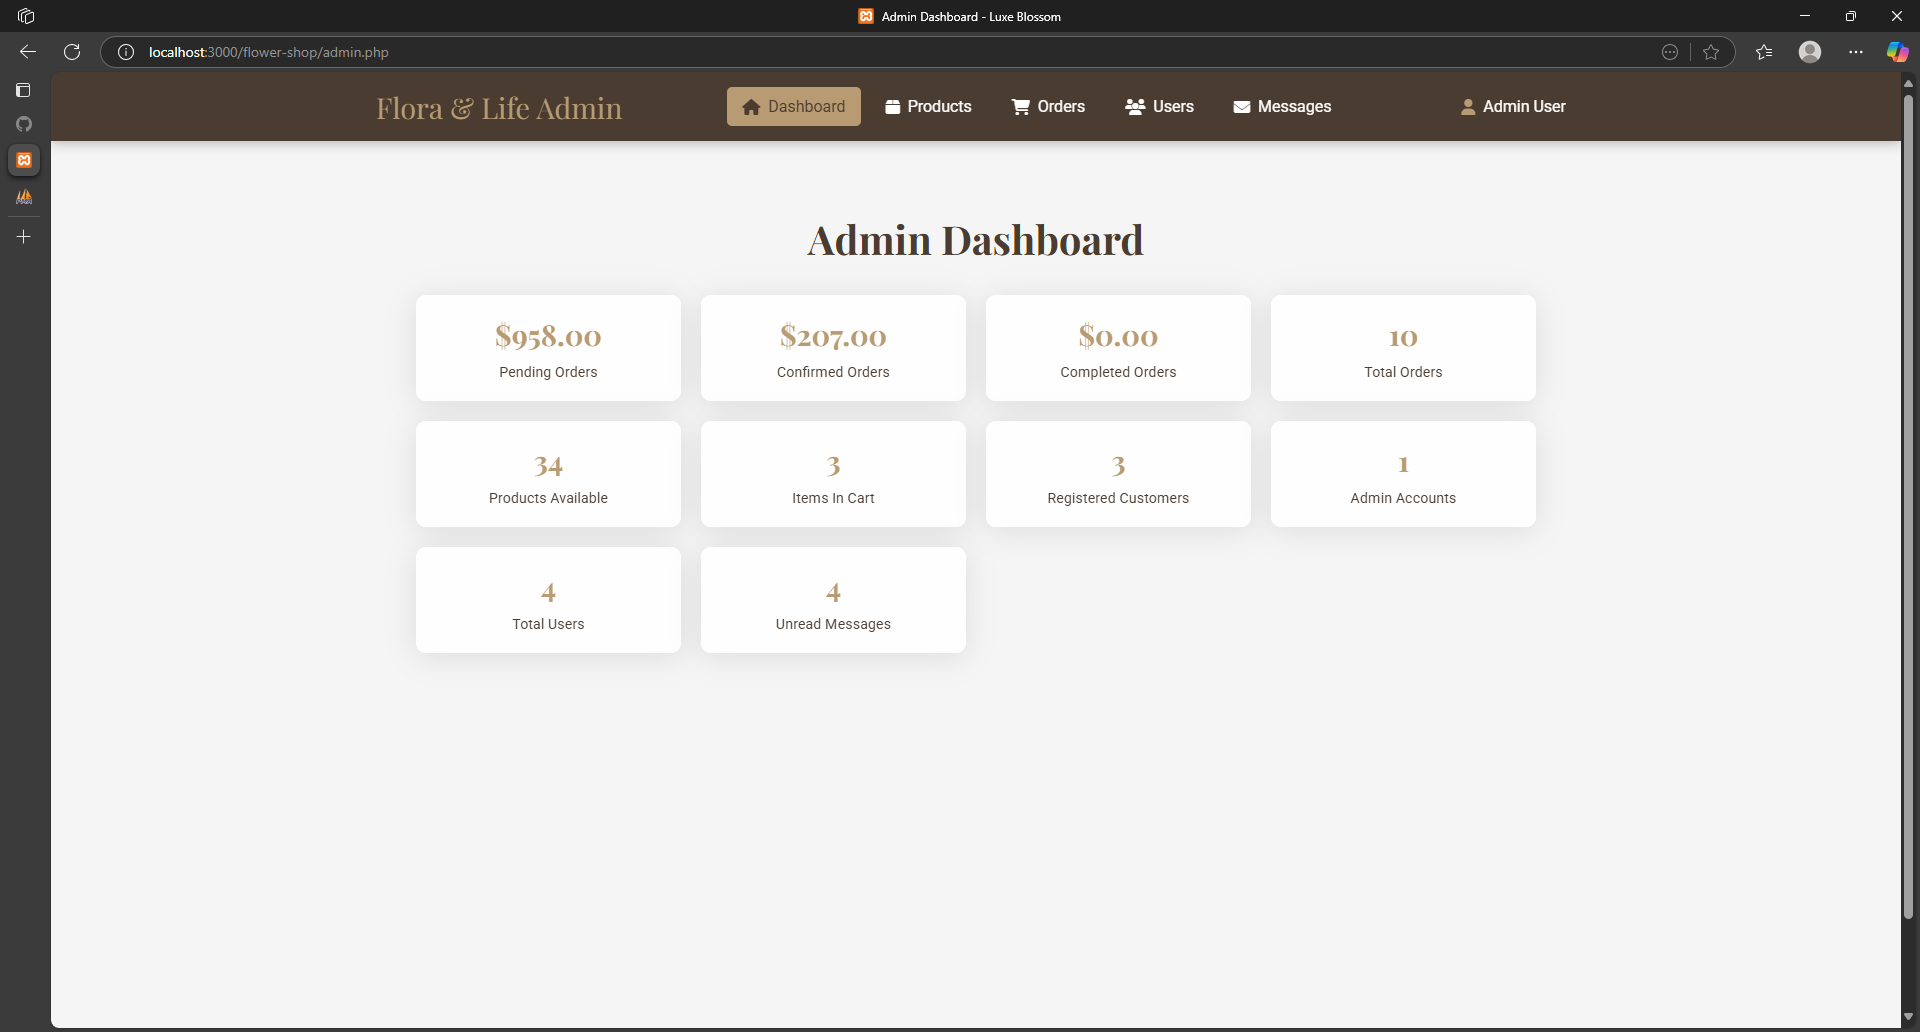 Admin Dashboard - Luxe Blossom
localhost:3000/flower-shop/admin.php
Flora & Life Admin
Dashboard
Products
Orders
Users
Messages
Admin User
Admin Dashboard
$958.00
Pending Orders
$207.00
Confirmed Orders
$0.00
Completed Orders
10
Total Orders
34
Products Available
3
Items In Cart
3
Registered Customers
1
Admin Accounts
4
Total Users
4
Unread Messages